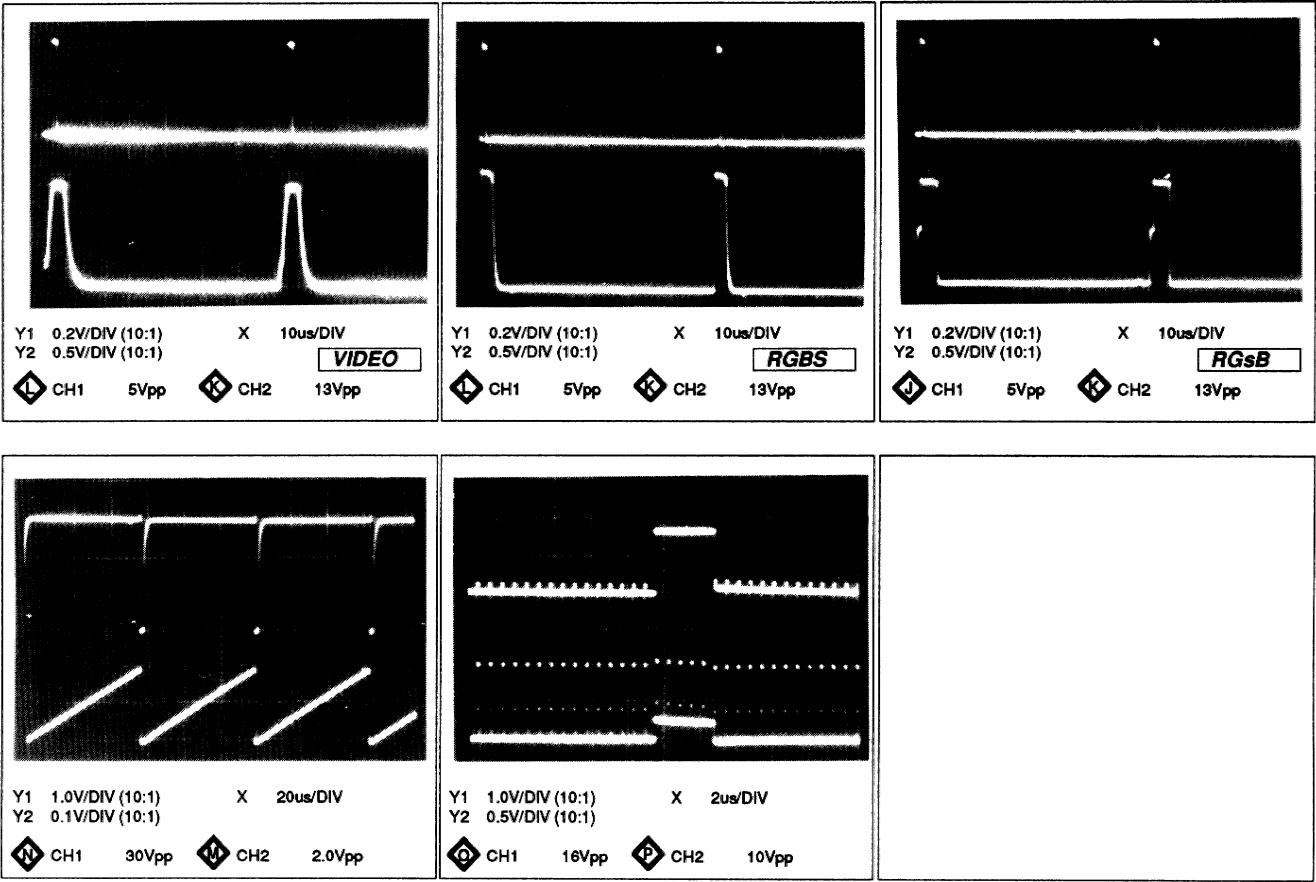 Y1 0.2V/DIV (10:1) X 10us/DIV
Y2 0.5V/DIV (10:1)
VIDEO
L CH1 5Vpp K CH2 13Vpp
Y1 0.2V/DIV (10:1) X 10us/DIV
Y2 0.5V/DIV (10:1)
RGBS
L CH1 5Vpp K CH2 13Vpp
Y1 0.2V/DIV (10:1) X 10us/DIV
Y2 0.5V/DIV (10:1)
RGsB
J CH1 5Vpp K CH2 13Vpp
Y1 1.0V/DIV (10:1) X 20us/DIV
Y2 0.1V/DIV (10:1)
N CH1 30Vpp M CH2 2.0Vpp
Y1 1.0V/DIV (10:1) X 2us/DIV
Y2 0.5V/DIV (10:1)
O CH1 16Vpp P CH2 10Vpp